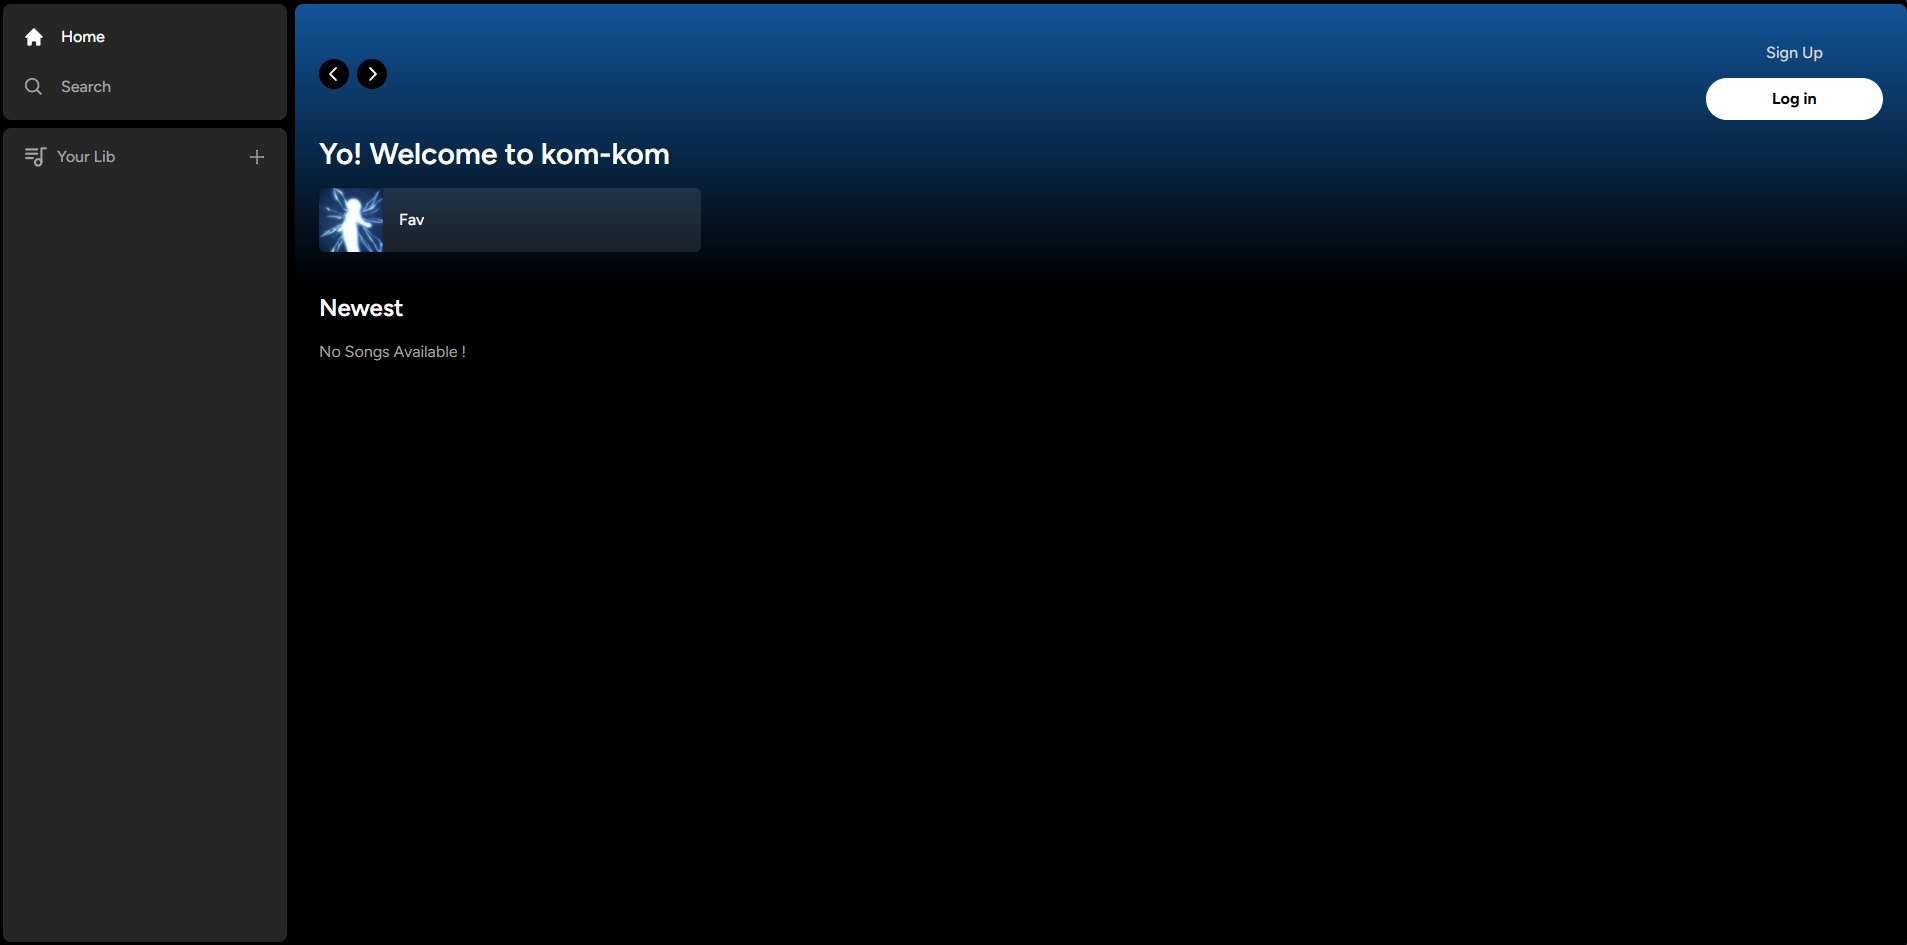 Home
Search
Your Lib
Sign Up
Log in
Yo! Welcome to kom-kom
Fav
Newest
No Songs Available !